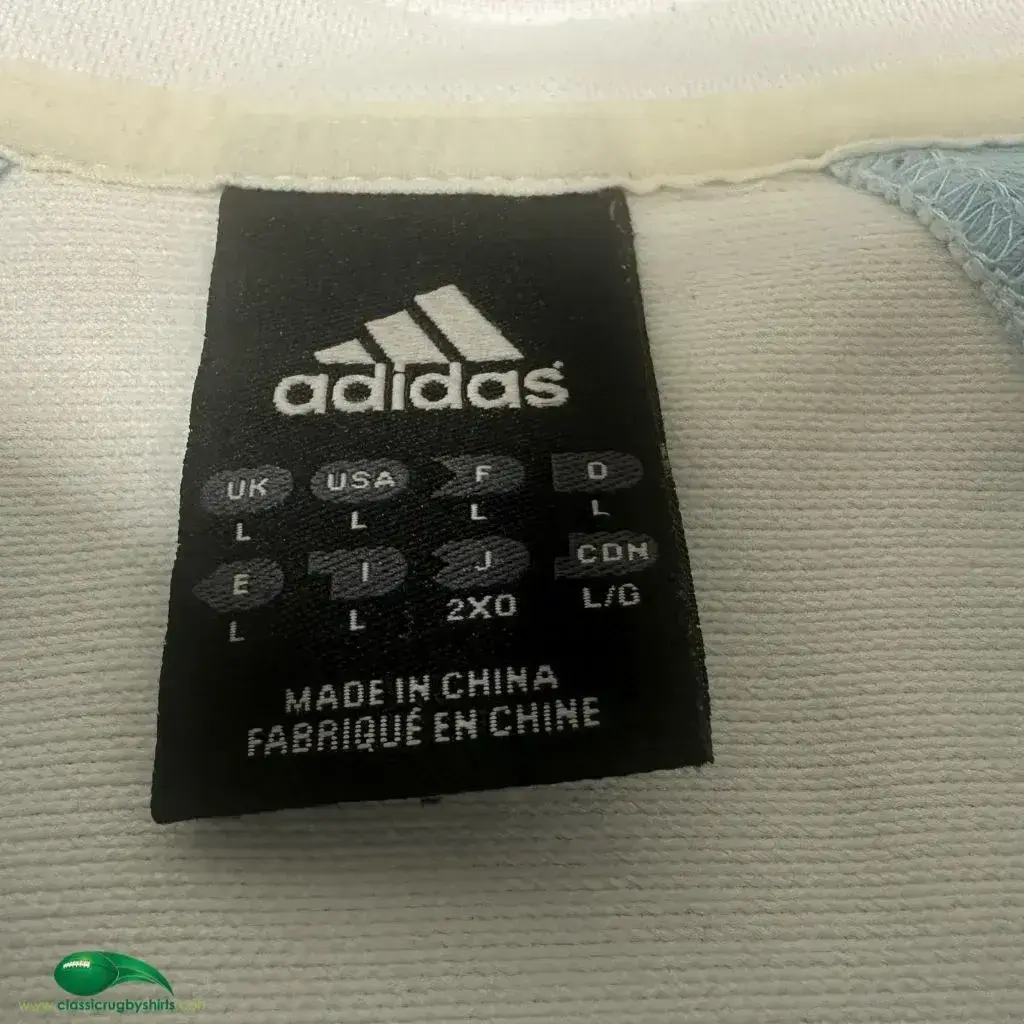 adidas
UK USA F D
L L L L
E I J CDN
L L 2XO L/G
MADE IN CHINA
FABRIQUÉ EN CHINE
www.classicrugbyshirts.com